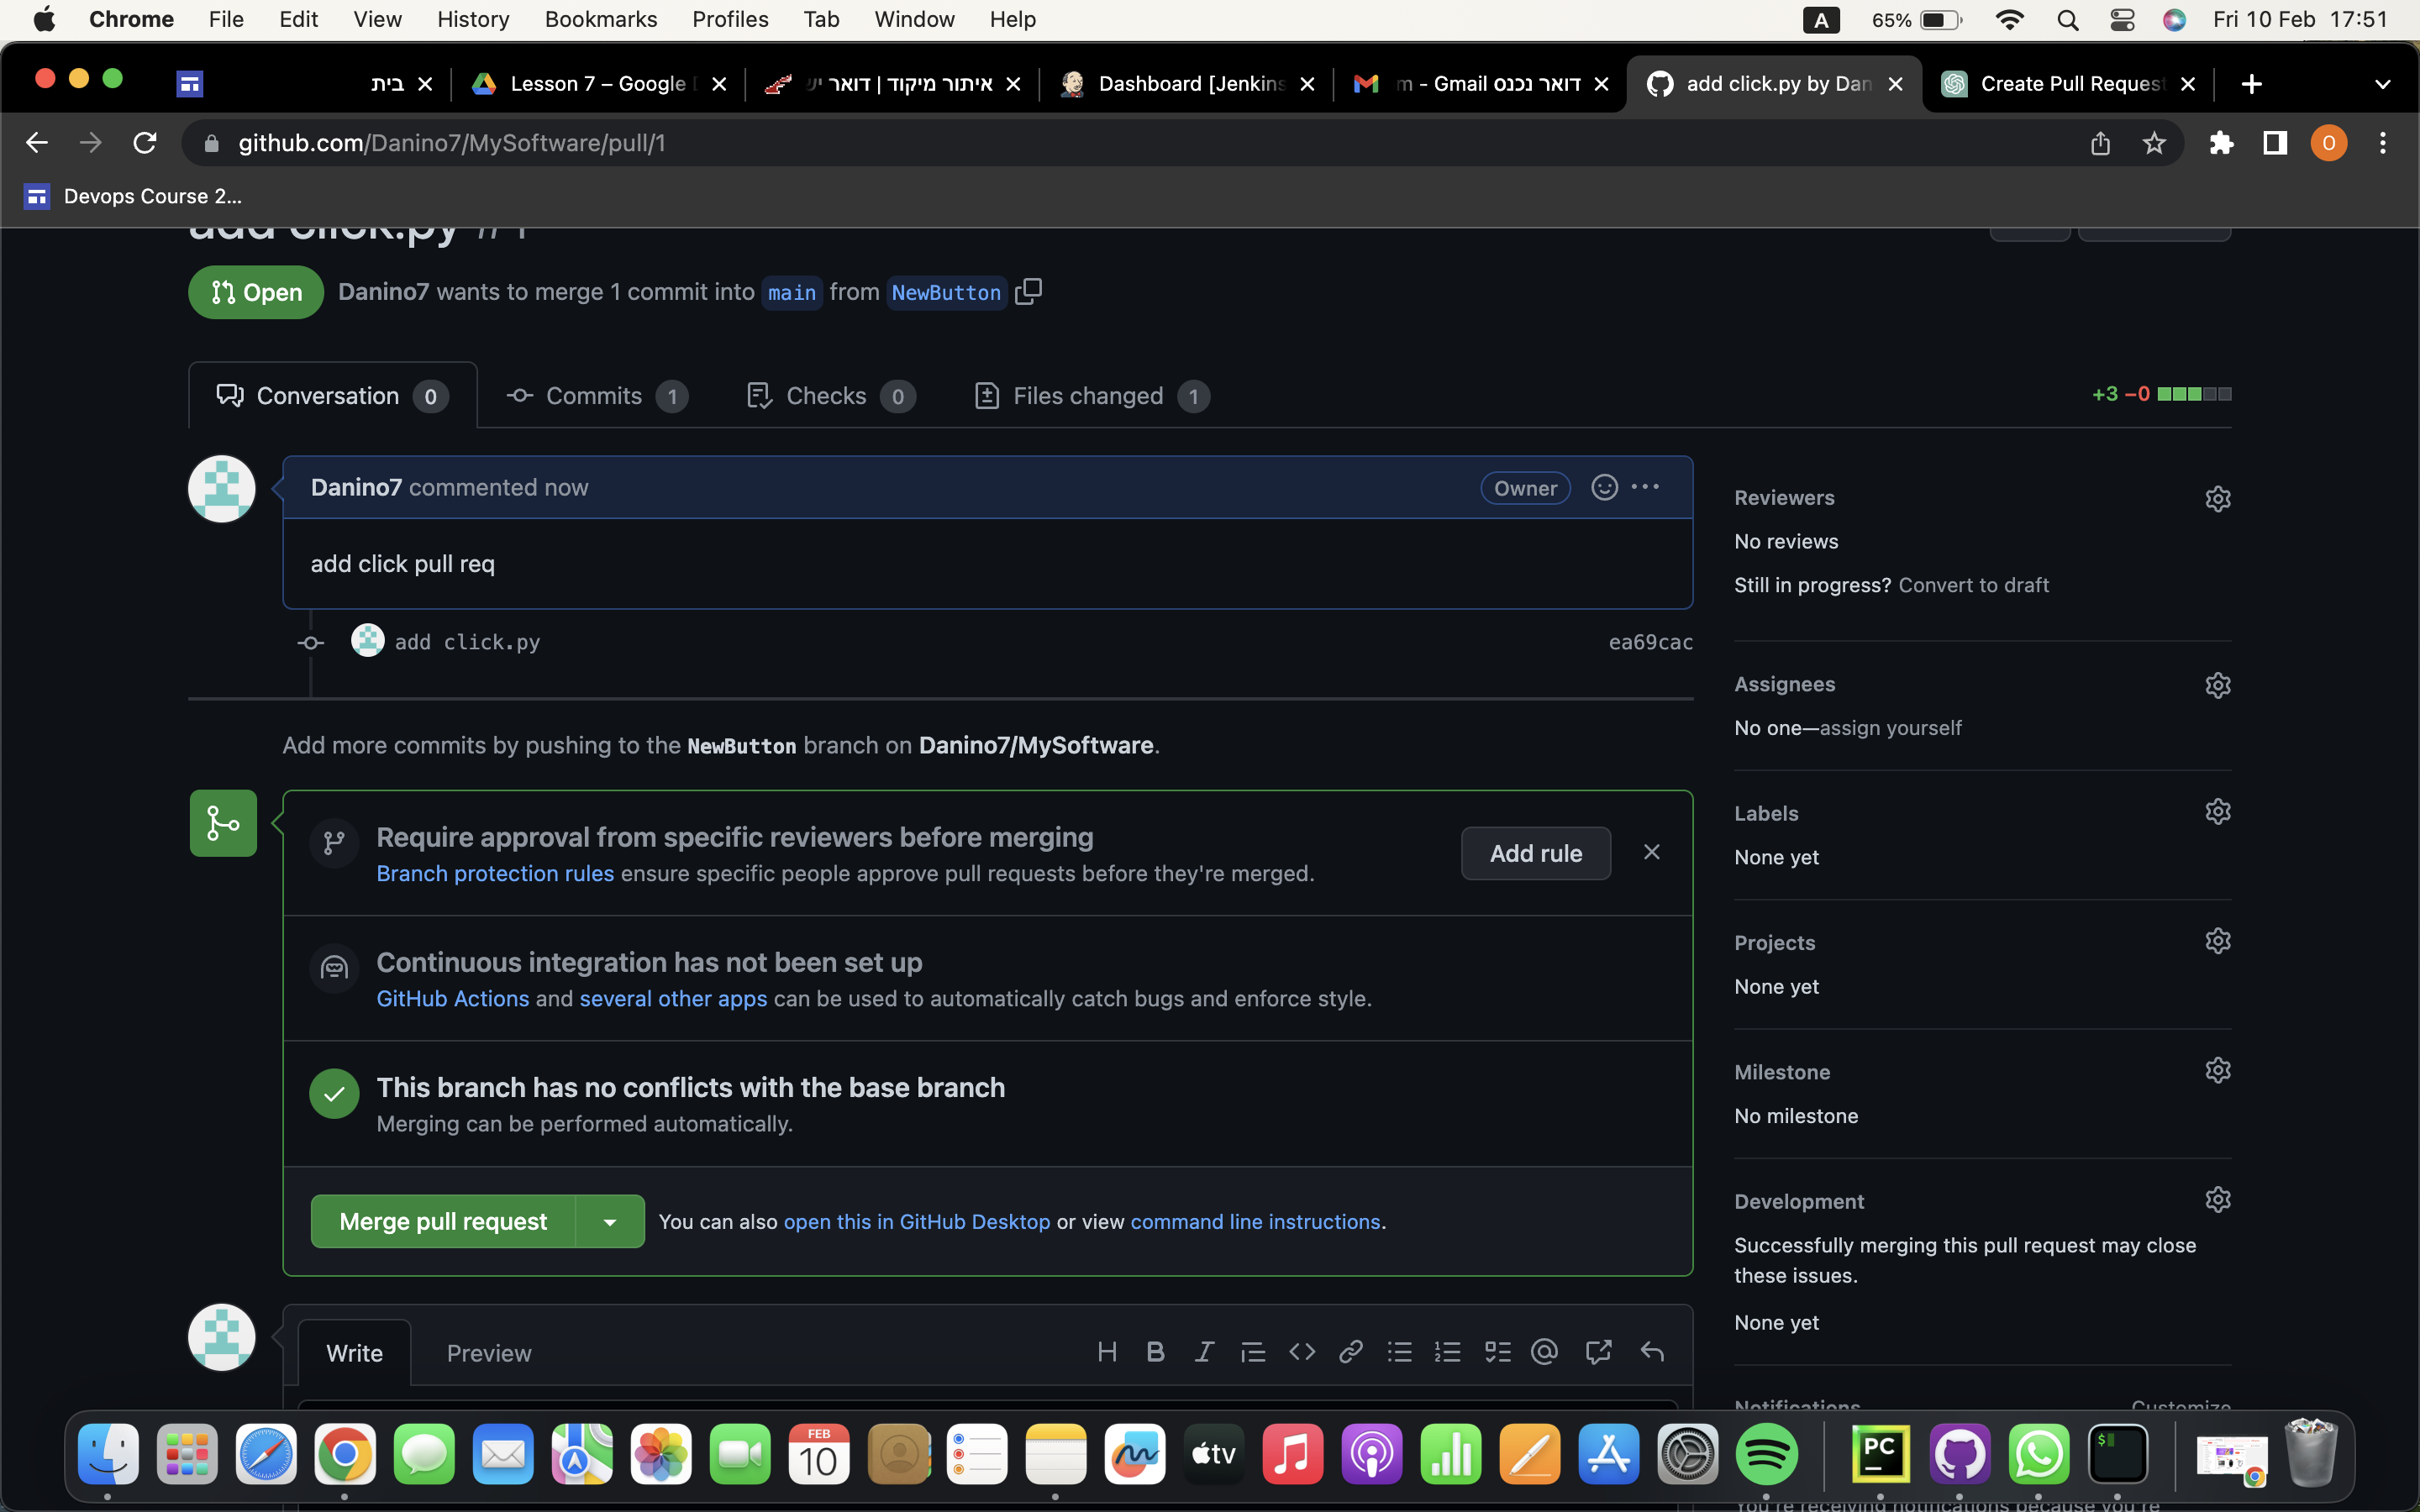 Chrome File Edit View History Bookmarks Profiles Tab Window Help A 65% Fri 10 Feb 17:51
בית Lesson 7 – Google איתור מיקוד | דואר Dashboard [Jenkins דואר נכנס - Gmail add click.py by Dan Create Pull Request
github.com/Danino7/MySoftware/pull/1 O
Devops Course 2...
add click.py #1
Open Danino7 wants to merge 1 commit into main from NewButton
Conversation 0 Commits 1 Checks 0 Files changed 1 +3 −0
Danino7 commented now Owner
add click pull req
add click.py ea69cac
Add more commits by pushing to the NewButton branch on Danino7/MySoftware.
Require approval from specific reviewers before merging
Branch protection rules ensure specific people approve pull requests before they're merged.
Add rule
Continuous integration has not been set up
GitHub Actions and several other apps can be used to automatically catch bugs and enforce style.
This branch has no conflicts with the base branch
Merging can be performed automatically.
Merge pull request You can also open this in GitHub Desktop or view command line instructions.
Write Preview
Reviewers
No reviews
Still in progress? Convert to draft
Assignees
No one—assign yourself
Labels
None yet
Projects
None yet
Milestone
No milestone
Development
Successfully merging this pull request may close
these issues.
None yet
Notifications Customize
FEB
10
tv
PC
$
You're receiving notifications because you're